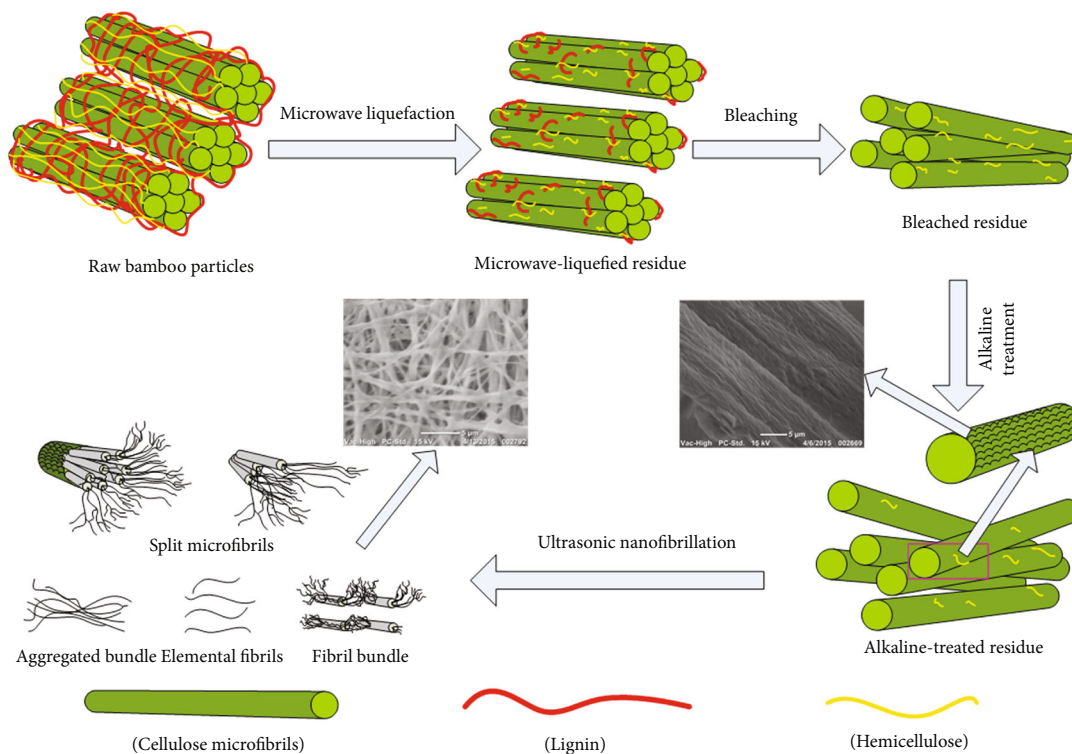 Microwave liquefaction
Bleaching
Raw bamboo particles
Microwave-liquefied residue
Bleached residue
Alkaline
treatment
5 μm
Vac-High PC-Std. 15 kV 4/12/2015 002782
5 μm
Vac-High PC-Std. 15 kV 4/6/2015 002669
Split microfibrils
Ultrasonic nanofibrillation
Aggregated bundle
Elemental fibrils
Fibril bundle
Alkaline-treated residue
(Cellulose microfibrils)
(Lignin)
(Hemicellulose)